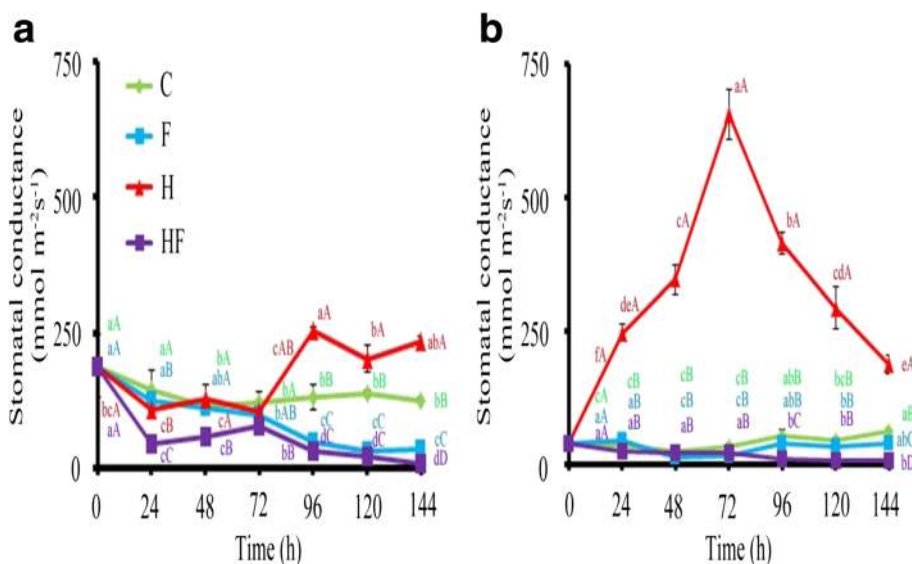 a
b
750
500
250
0
Stomatal conductance
(mmol m⁻²s⁻¹)
C
F
H
HF
aA
aA
bcA
aA
aA
aB
cB
cC
bA
abA
cA
cB
bA
bAB
cAB
bB
aA
bB
cC
dC
bA
bB
cC
dC
abA
bB
cC
dD
0 24 48 72 96 120 144
Time (h)
750
500
250
0
Stomtal conductance
(mmol m⁻²s⁻¹)
fA
cA
aA
aA
deA
cB
aB
aB
cA
cB
cB
aB
aA
cB
cB
aB
bA
abB
abB
bC
cdA
bcB
bB
bB
eA
aB
abC
bD
0 24 48 72 96 120 144
Time (h)